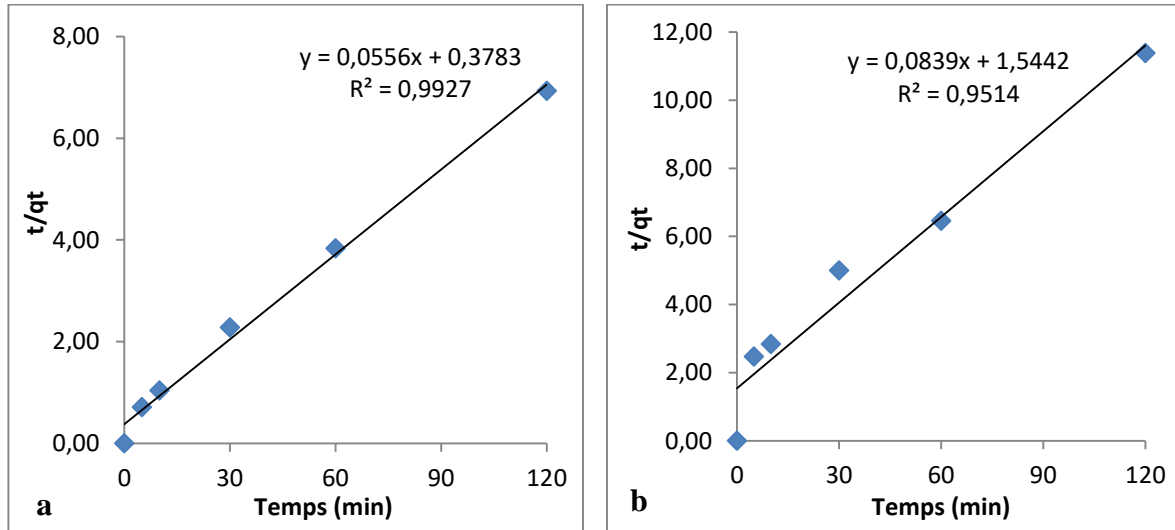 8,00
6,00
4,00
2,00
0,00
t/qt
y = 0,0556x + 0,3783
R² = 0,9927
0 30 60 90 120
Temps (min)
a
12,00
10,00
8,00
6,00
4,00
2,00
0,00
t/qt
y = 0,0839x + 1,5442
R² = 0,9514
0 30 60 90 120
Temps (min)
b